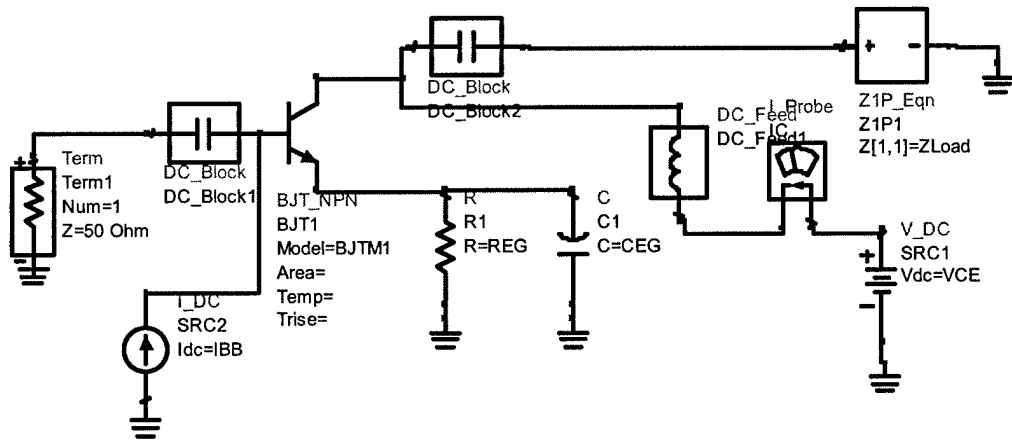 DC_Block
DC_Block2
Z1P_Eqn
Z1P1
Z[1,1]=ZLoad
DC_Feed
DC_Feed1
I_Probe
IC
Term
Term1
Num=1
Z=50 Ohm
DC_Block
DC_Block1
BJT_NPN
BJT1
Model=BJTM1
Area=
Temp=
Trise=
R
R1
R=REG
C
C1
C=CEG
V_DC
SRC1
Vdc=VCE
I_DC
SRC2
Idc=IBB